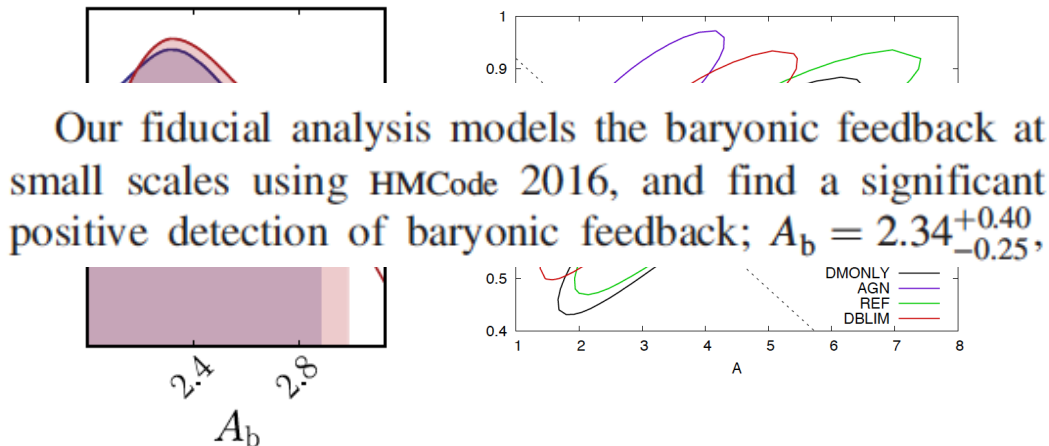 1
0.9
Our fiducial analysis models the baryonic feedback at
small scales using HMCode 2016, and find a significant
positive detection of baryonic feedback; A_b = 2.34^{+0.40}_{-0.25},
0.5
0.4
DMONLY
AGN
REF
DBLIM
1 2 3 4 5 6 7 8
A
2.4 2.8
A_b